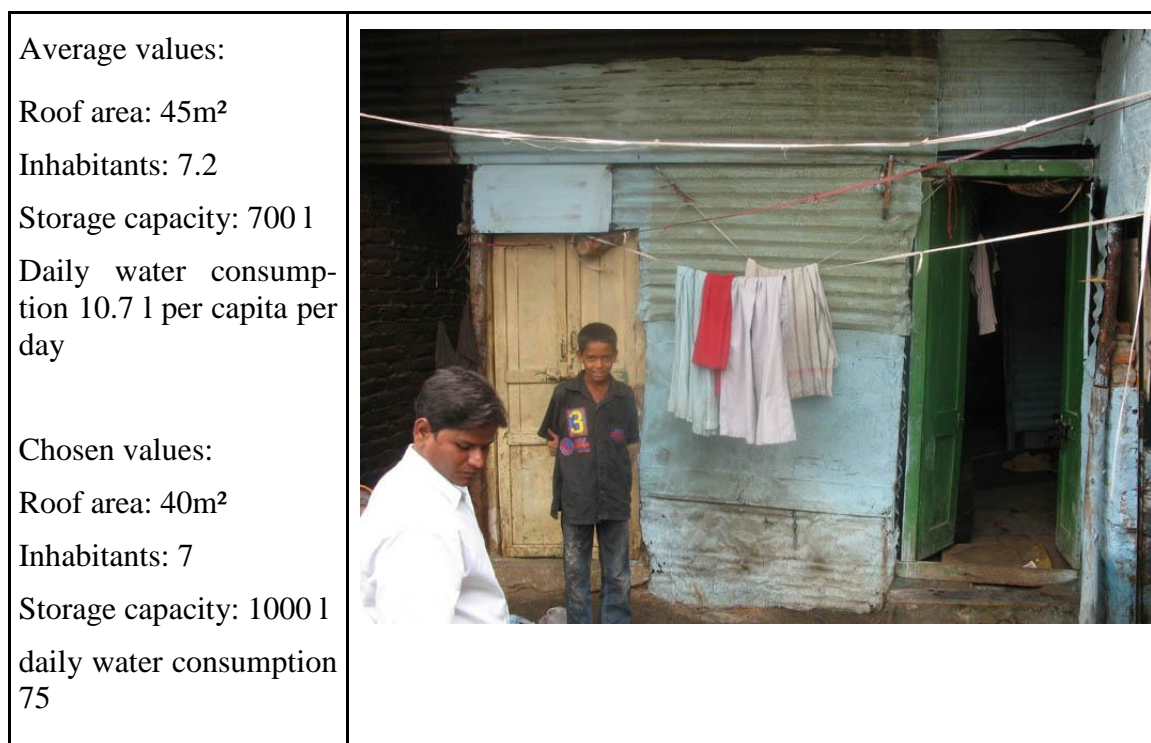 Average values:
Roof area: 45m²
Inhabitants: 7.2
Storage capacity: 700 l
Daily water consump-
tion 10.7 l per capita per
day
Chosen values:
Roof area: 40m²
Inhabitants: 7
Storage capacity: 1000 l
daily water consumption
75
3